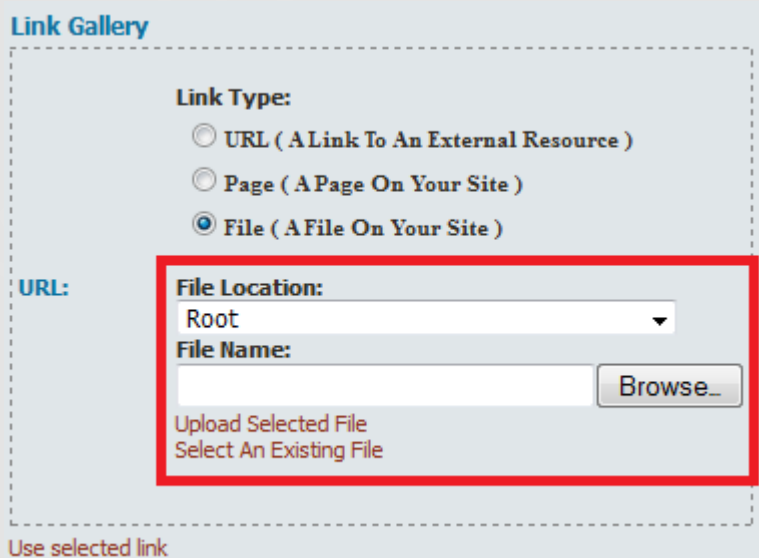 Link Gallery
Link Type:
URL ( A Link To An External Resource )
Page ( A Page On Your Site )
File ( A File On Your Site )
URL:
File Location:
Root
File Name:
Browse...
Upload Selected File
Select An Existing File
Use selected link